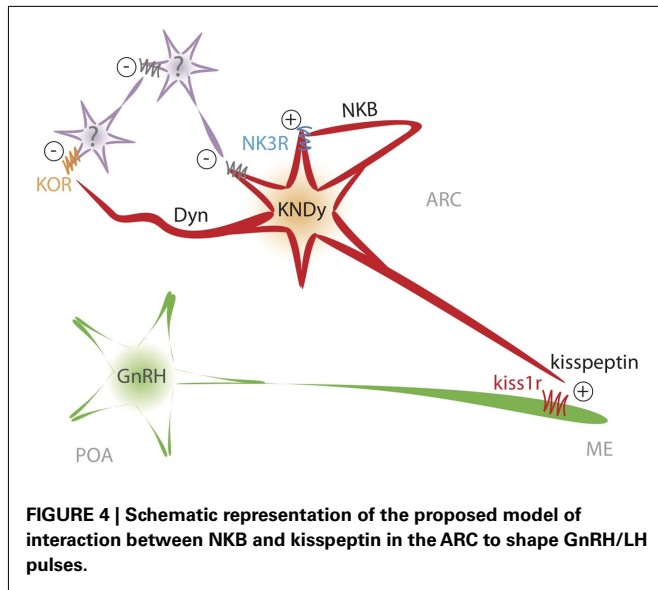 ?
-
?
-
+
NKB
NK3R
-
KOR
ARC
KNDy
Dyn
kisspeptin
GnRH
kiss1r
+
POA
ME
FIGURE 4 | Schematic representation of the proposed model of
interaction between NKB and kisspeptin in the ARC to shape GnRH/LH
pulses.